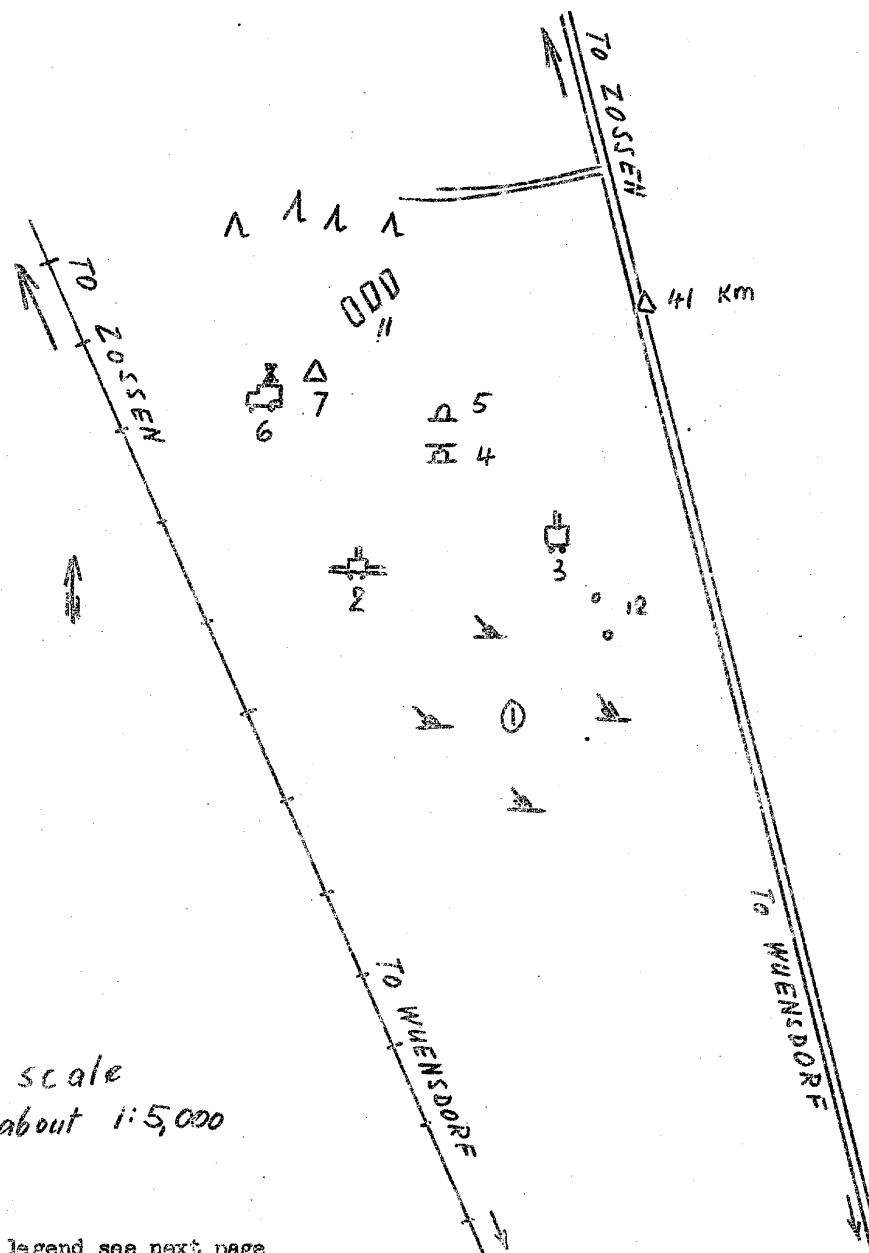 TO ZOSSEN
41 Km
TO ZOSSEN
11
7
6
5
4
3
2
12
1
TO WUENSDORF
TO WUENSDORF
scale
about 1:5,000
legend see next page